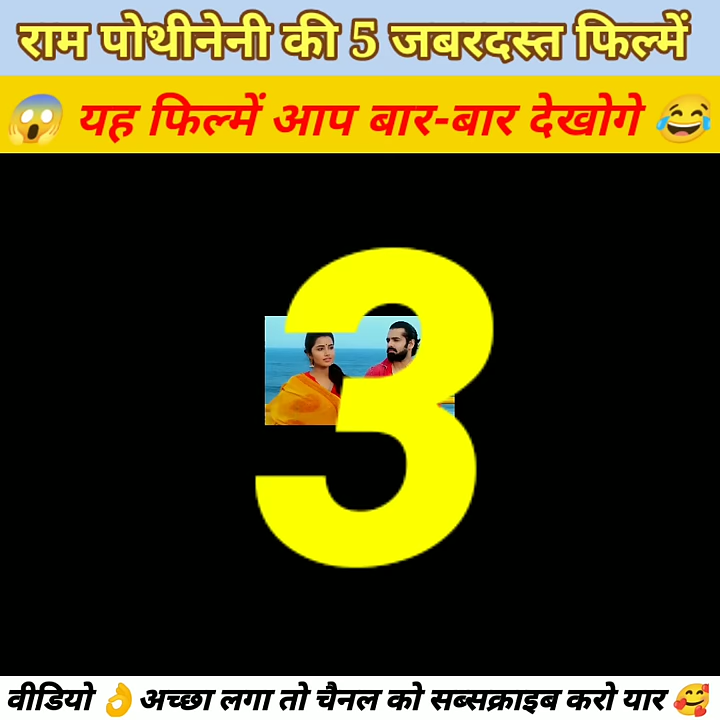 राम पोथीनेनी की 5 जबरदस्त फिल्में
😱 यह फिल्में आप बार-बार देखोगे 😂
3
वीडियो 👌 अच्छा लगा तो चैनल को सब्सक्राइब करो यार 🥰